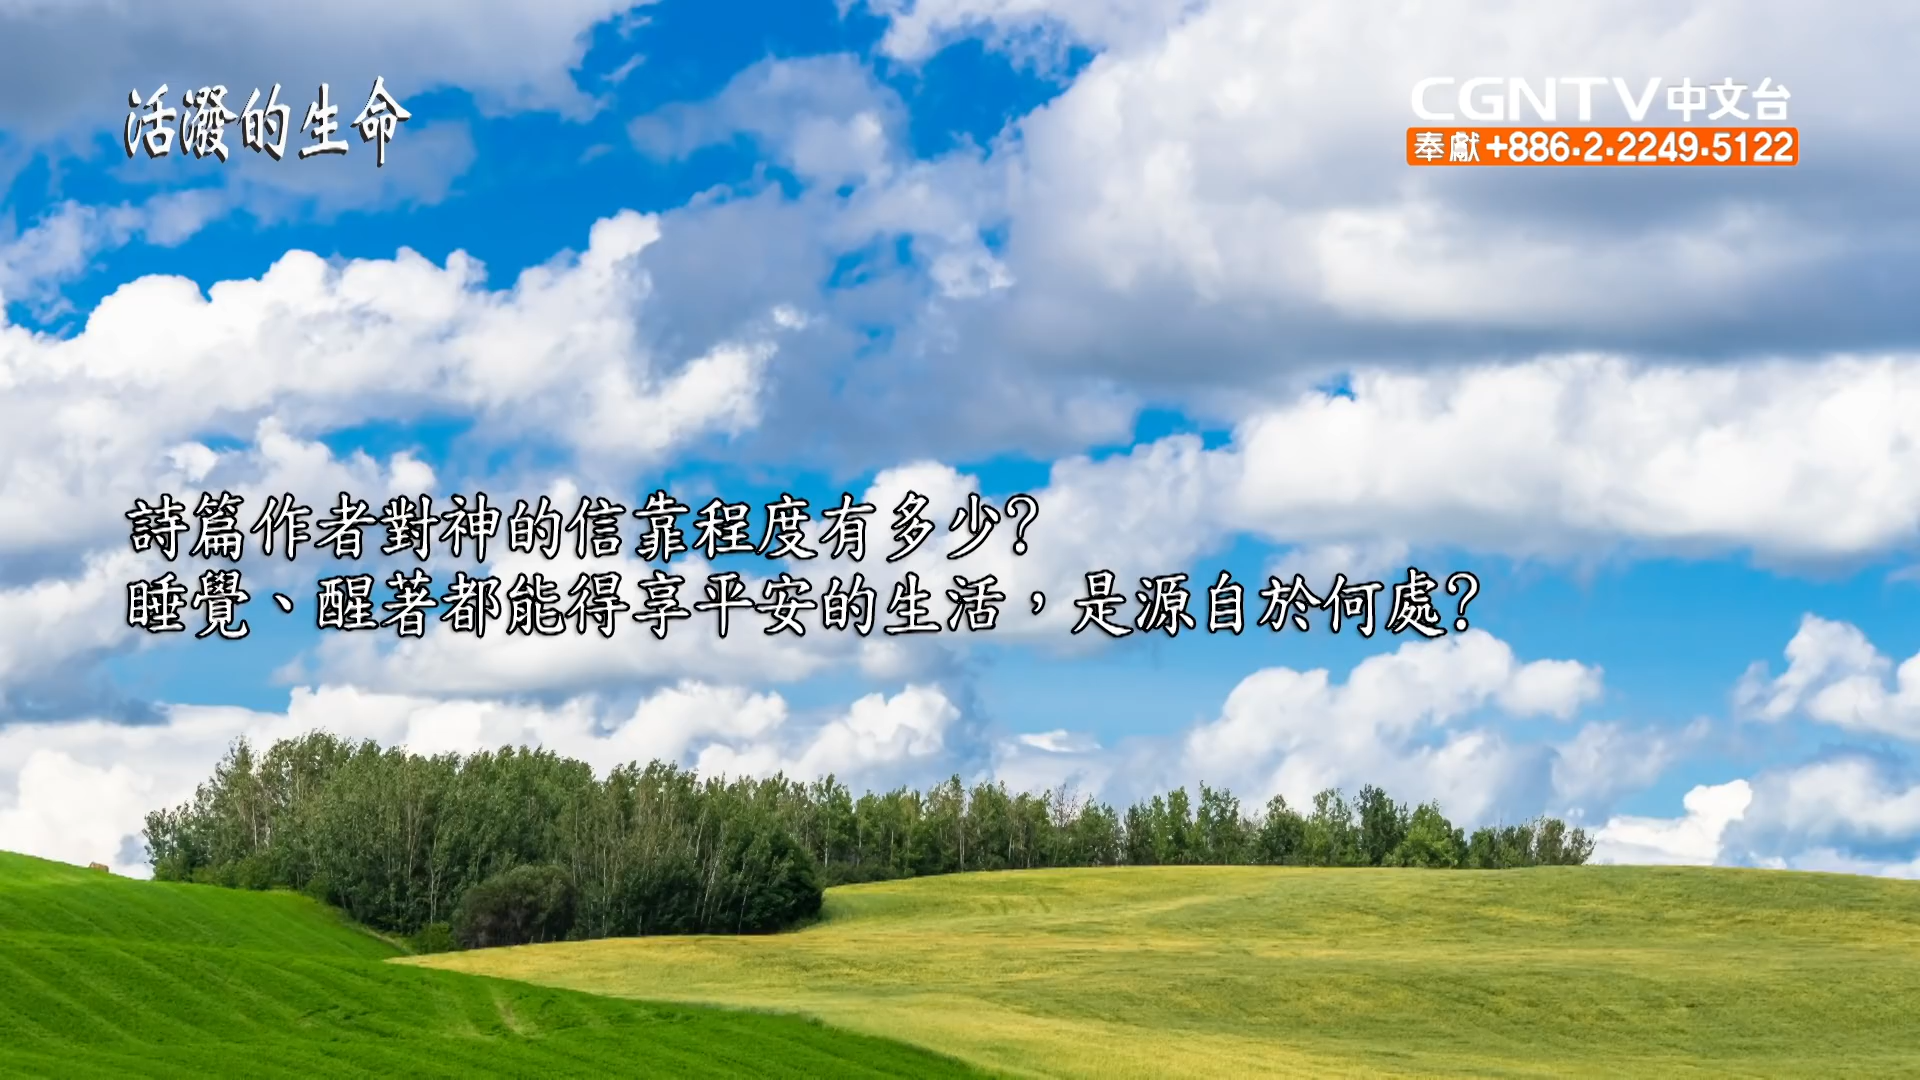 活潑的生命
CGNTV中文台
奉獻+886·2·2249·5122
詩篇作者對神的信靠程度有多少?
睡覺、醒著都能得享平安的生活，是源自於何處?